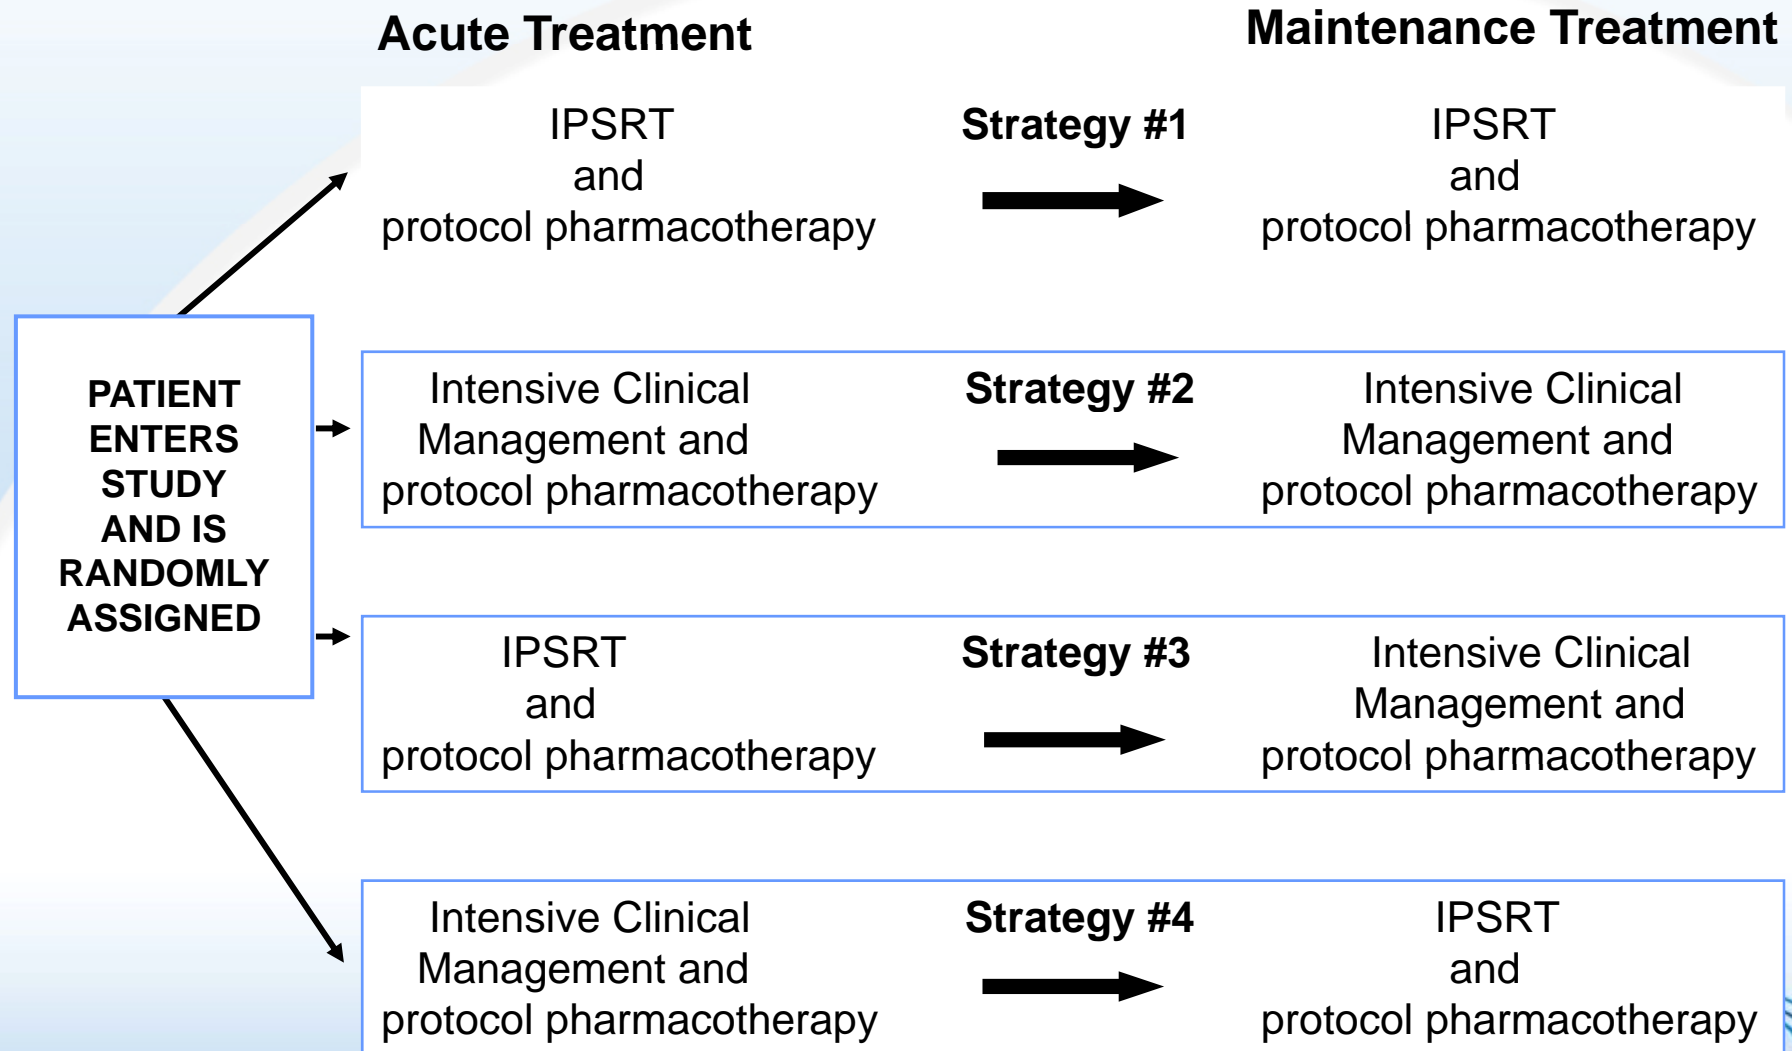 Acute Treatment
Maintenance Treatment
IPSRT
and
protocol pharmacotherapy
Strategy #1
IPSRT
and
protocol pharmacotherapy
PATIENT
ENTERS
STUDY
AND IS
RANDOMLY
ASSIGNED
Intensive Clinical
Management and
protocol pharmacotherapy
Strategy #2
Intensive Clinical
Management and
protocol pharmacotherapy
IPSRT
and
protocol pharmacotherapy
Strategy #3
Intensive Clinical
Management and
protocol pharmacotherapy
Intensive Clinical
Management and
protocol pharmacotherapy
Strategy #4
IPSRT
and
protocol pharmacotherapy